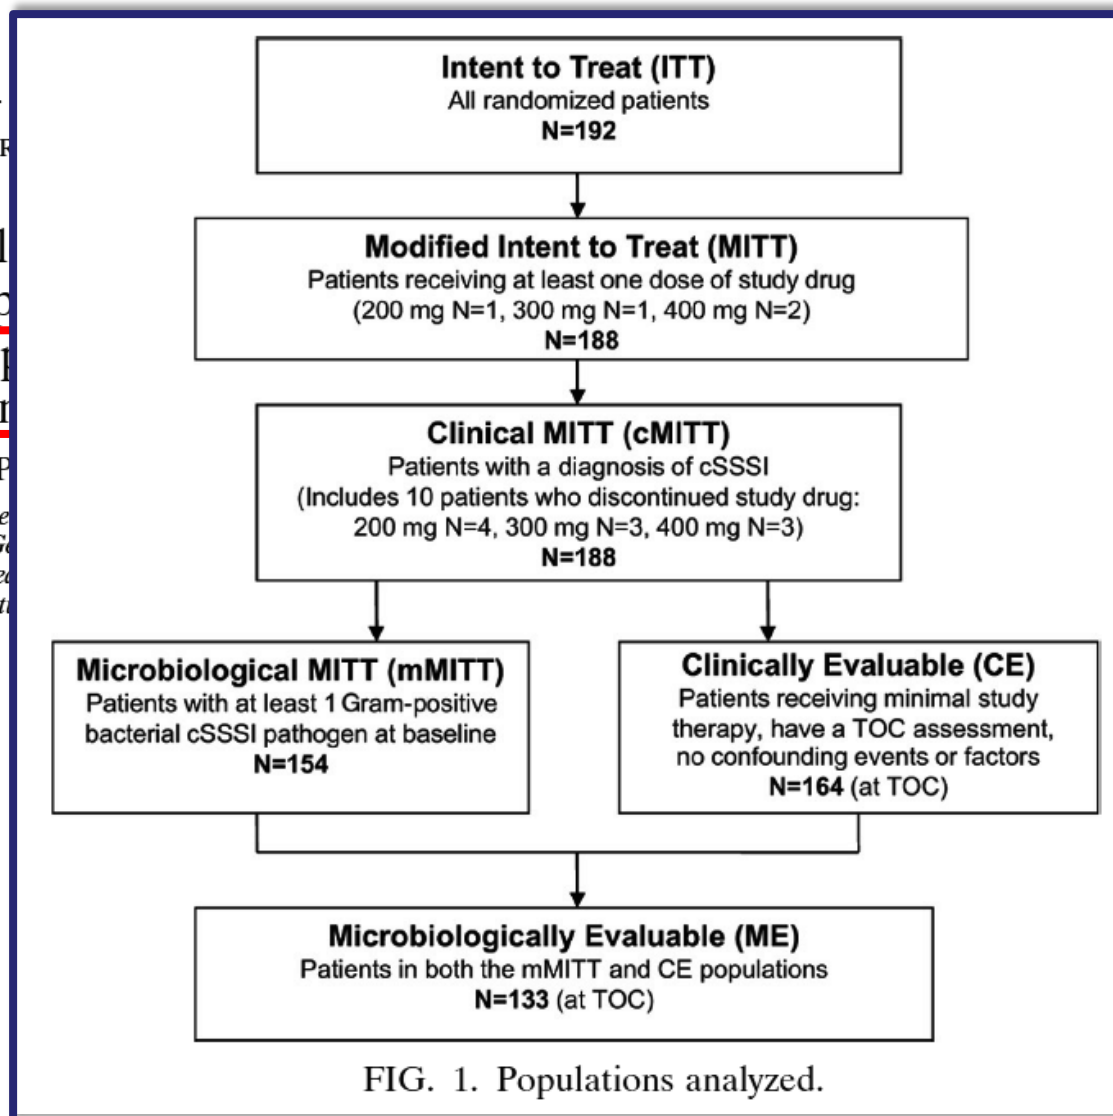 Intent to Treat (ITT)
All randomized patients
N=192
Modified Intent to Treat (MITT)
Patients receiving at least one dose of study drug
(200 mg N=1, 300 mg N=1, 400 mg N=2)
N=188
Clinical MITT (cMITT)
Patients with a diagnosis of cSSSI
(Includes 10 patients who discontinued study drug:
200 mg N=4, 300 mg N=3, 400 mg N=3)
N=188
Microbiological MITT (mMITT)
Patients with at least 1 Gram-positive
bacterial cSSSI pathogen at baseline
N=154
Clinically Evaluable (CE)
Patients receiving minimal study
therapy, have a TOC assessment,
no confounding events or factors
N=164 (at TOC)
Microbiologically Evaluable (ME)
Patients in both the mMITT and CE populations
N=133 (at TOC)
FIG. 1. Populations analyzed.